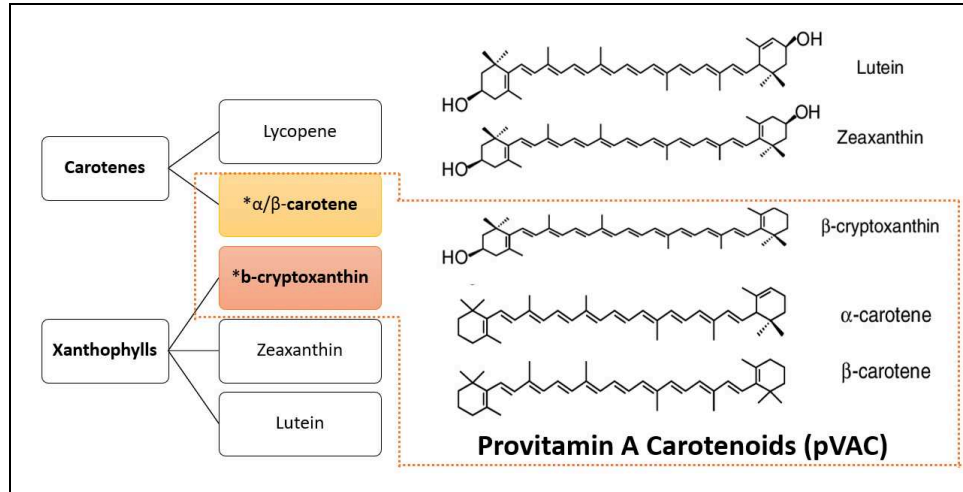 Carotenes
Lycopene
*α/β-carotene
*b-cryptoxanthin
Xanthophylls
Zeaxanthin
Lutein
OH
HO
Lutein
OH
HO
Zeaxanthin
HO
β-cryptoxanthin
α-carotene
β-carotene
Provitamin A Carotenoids (pVAC)